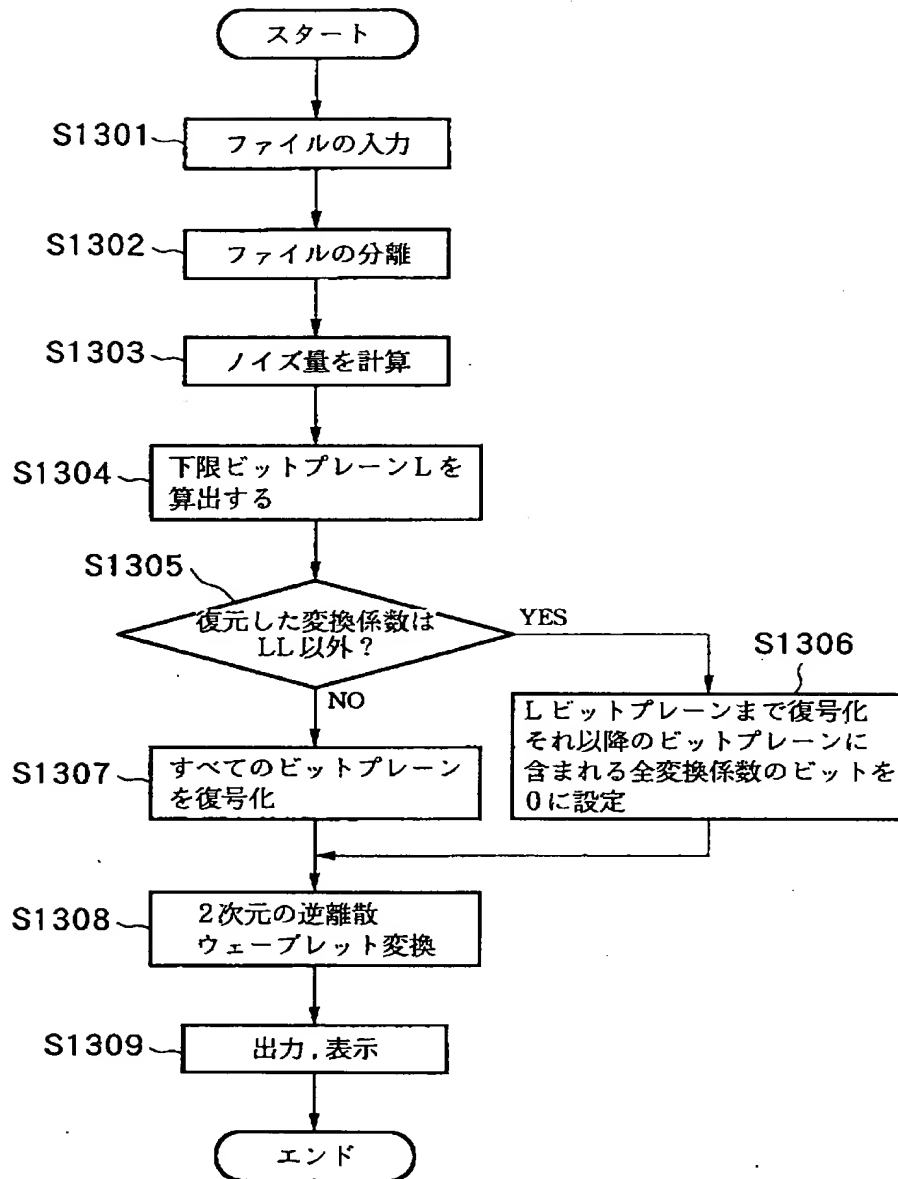 スタート
S1301
ファイルの入力
S1302
ファイルの分離
S1303
ノイズ量を計算
S1304
下限ビットプレーンLを
算出する
S1305
復元した変換係数は
LL以外?
YES
NO
S1306
Lビットプレーンまで復号化
それ以降のビットプレーンに
含まれる全変換係数のビットを
0に設定
S1307
すべてのビットプレーン
を復号化
S1308
2次元の逆離散
ウェーブレット変換
S1309
出力,表示
エンド